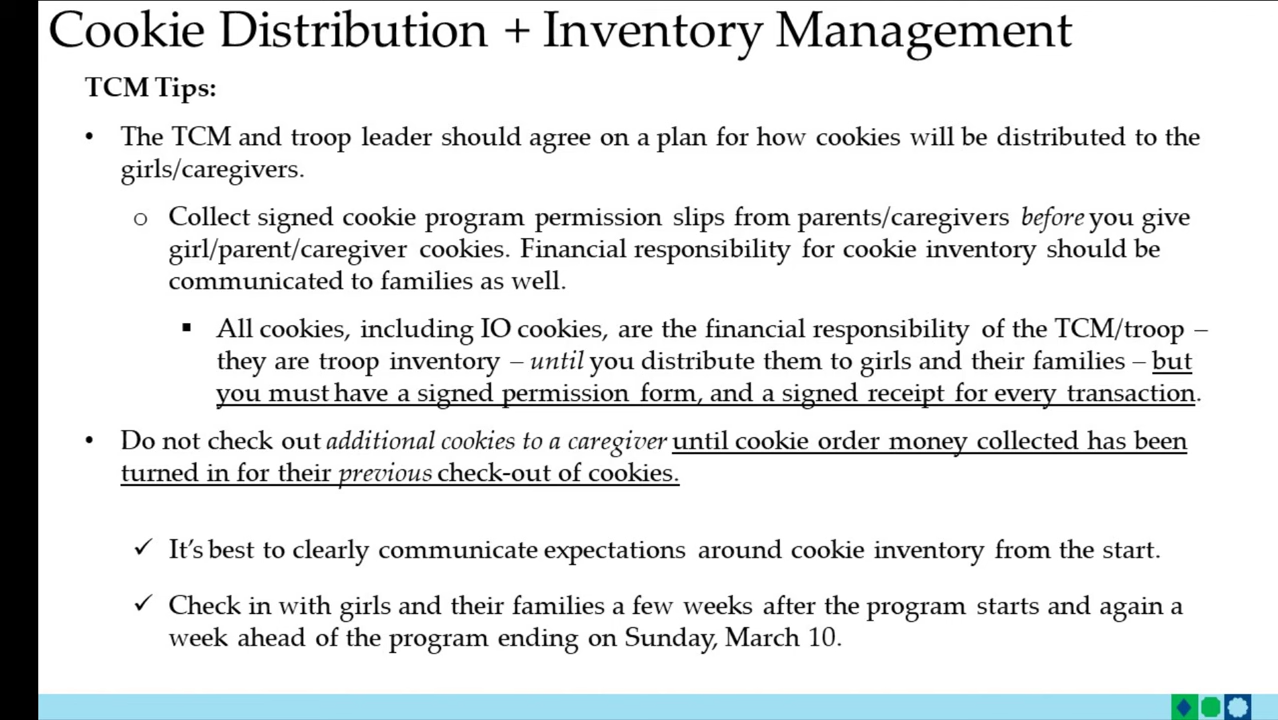 Cookie Distribution + Inventory Management
TCM Tips:
• The TCM and troop leader should agree on a plan for how cookies will be distributed to the
girls/caregivers.
o Collect signed cookie program permission slips from parents/caregivers before you give
girl/parent/caregiver cookies. Financial responsibility for cookie inventory should be
communicated to families as well.
▪ All cookies, including IO cookies, are the financial responsibility of the TCM/troop –
they are troop inventory – until you distribute them to girls and their families – but
you must have a signed permission form, and a signed receipt for every transaction.
• Do not check out additional cookies to a caregiver until cookie order money collected has been
turned in for their previous check-out of cookies.
✓ It's best to clearly communicate expectations around cookie inventory from the start.
✓ Check in with girls and their families a few weeks after the program starts and again a
week ahead of the program ending on Sunday, March 10.